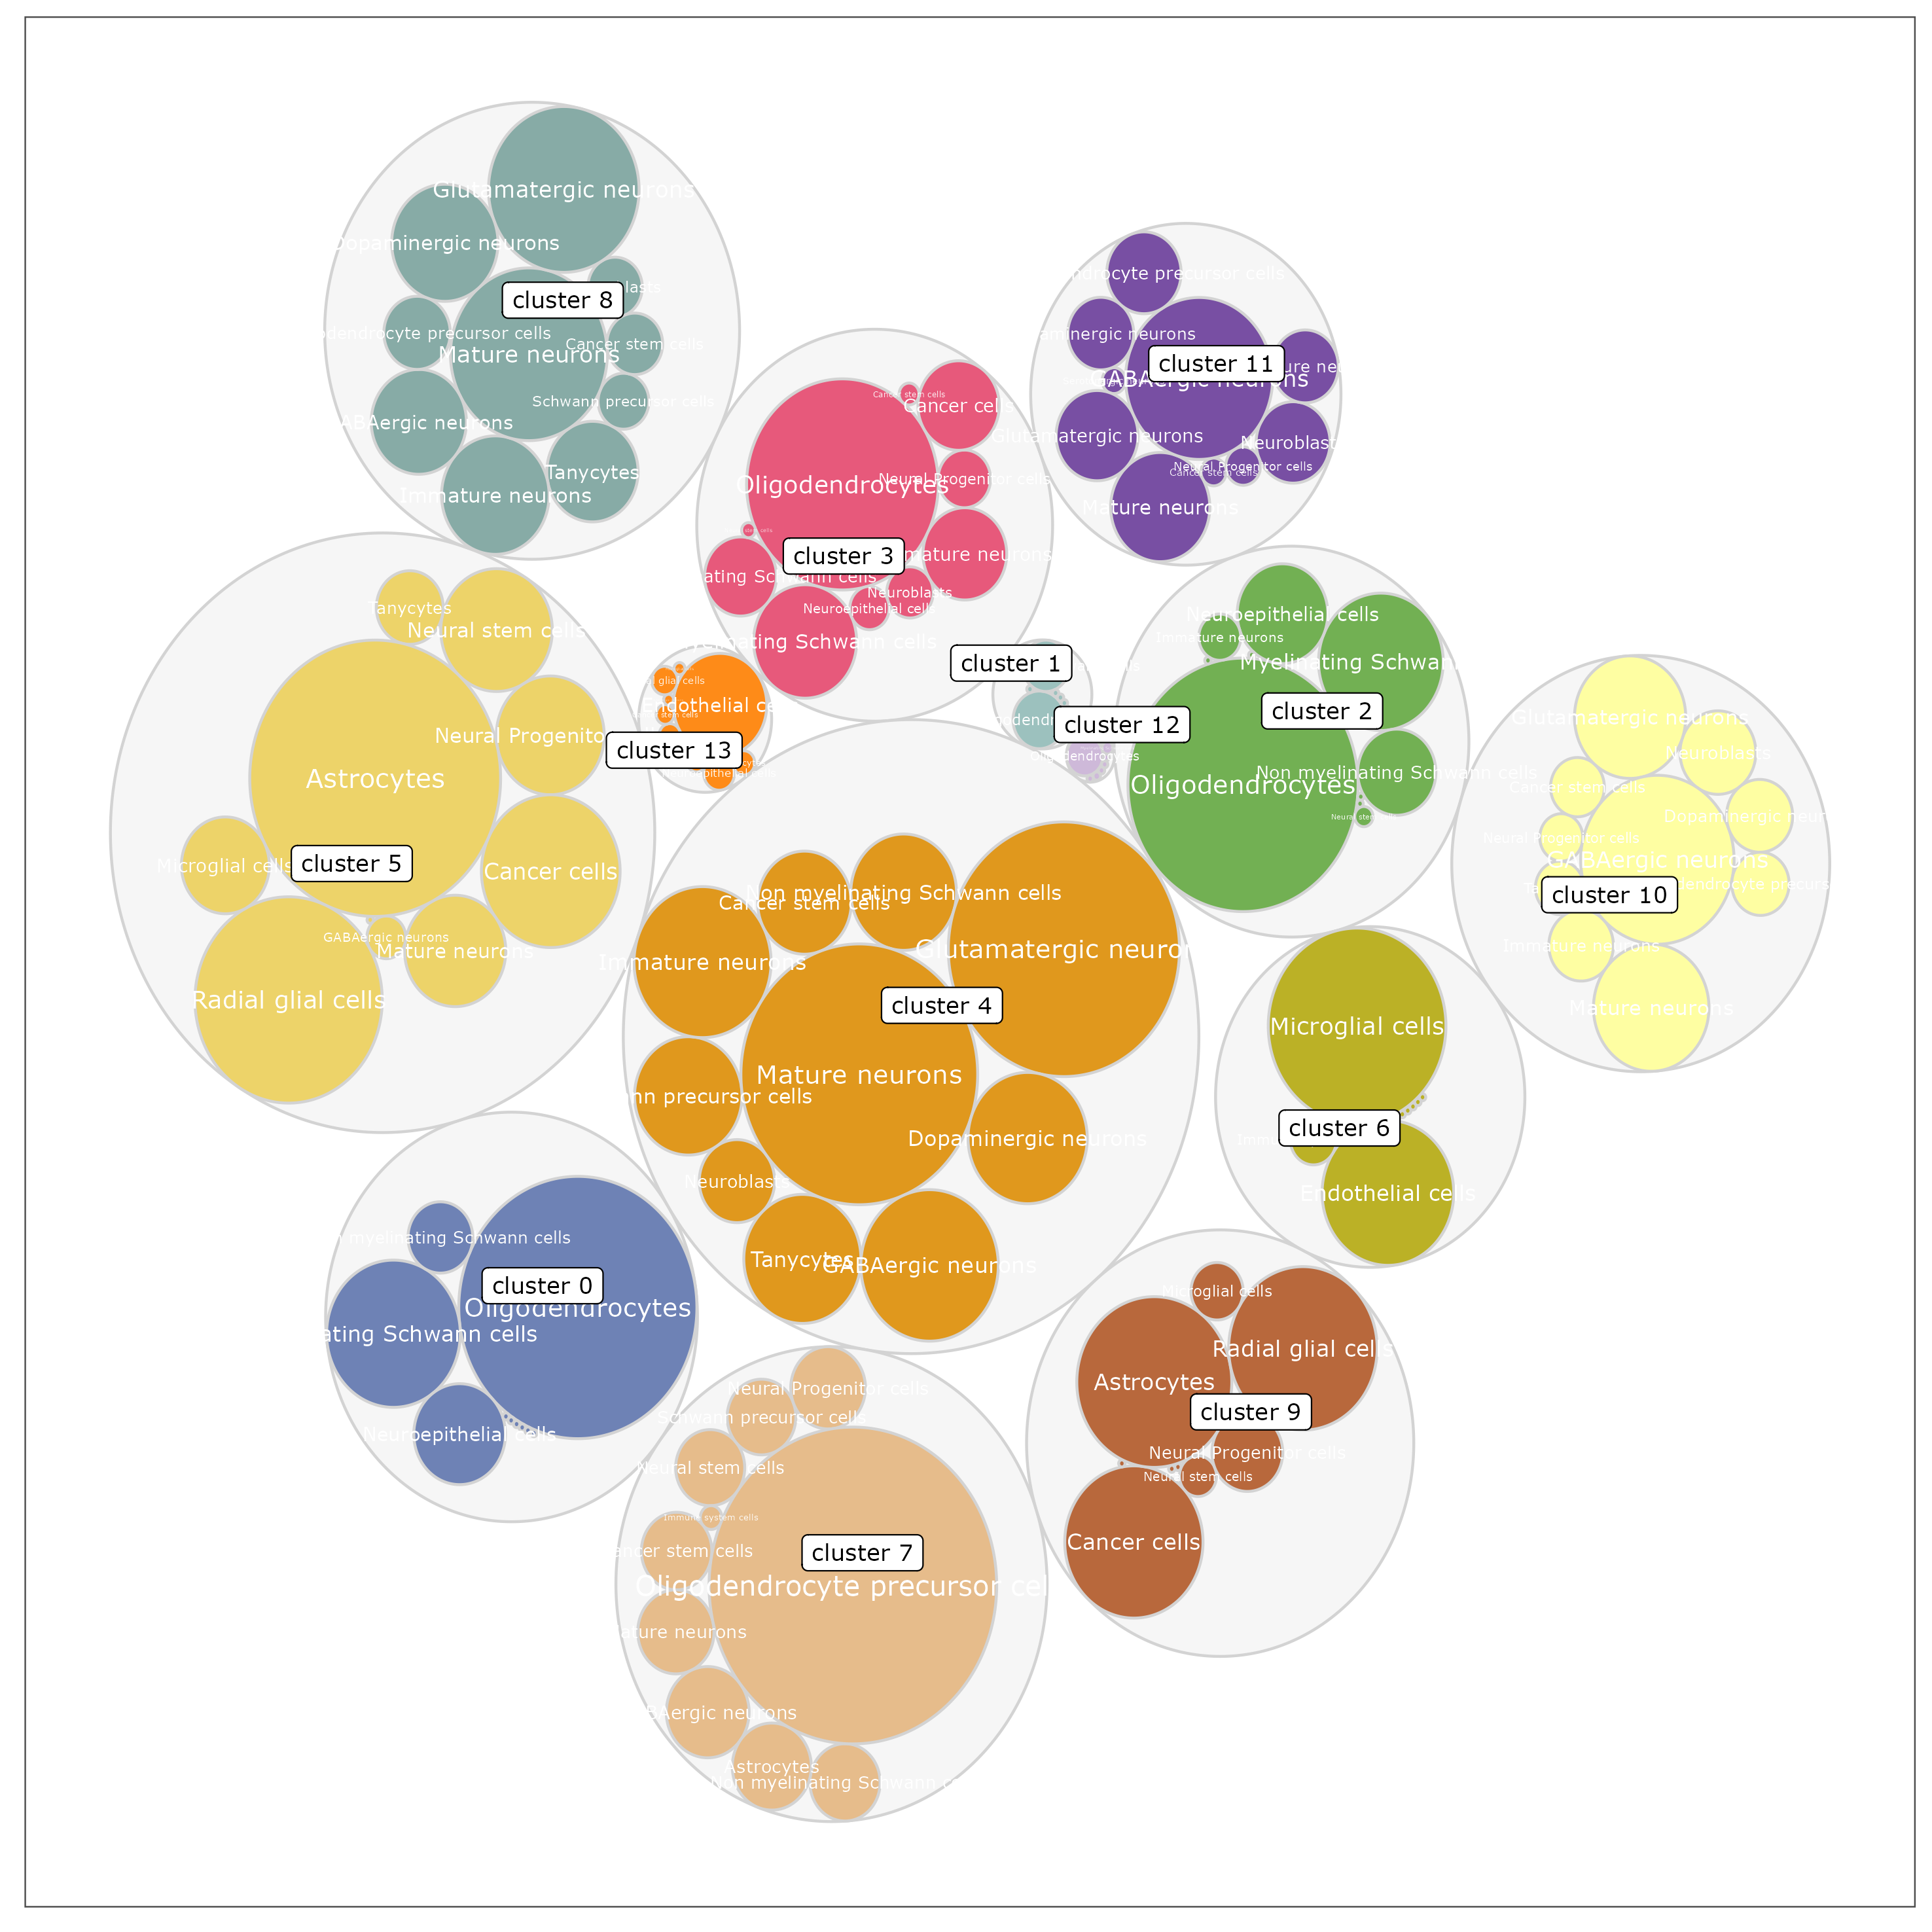 Glutamatergic neurons
Dopaminergic neurons
cluster 8
lasts
dendrocyte precursor cells
Cancer stem cells
Mature neurons
Schwann precursor cells
GABAergic neurons
Tanycytes
Immature neurons
drocyte precursor cells
aminergic neurons
cluster 11
ure neu
GABAergic neurons
Glutamatergic neurons
Neuroblast
Neural Progenitor cells
Cancer stem cells
Mature neurons
Cancer stem cells
Cancer cells
Neural Progenitor cells
Oligodendrocytes
cluster 3
mature neurons
ating Schwann cells
Neuroblasts
Neuroepithelial cells
elinating Schwann cells
Tanycytes
Neural stem cells
Neural Progenito
Astrocytes
Microglial cells
cluster 5
Cancer cells
GABAergic neurons
Mature neurons
Radial glial cells
cluster 1
cluster 12
Oligodendrocytes
glial cells
Endothelial cel
stem cells
cluster 13
epithelial cells
Neuroepithelial cells
Immature neurons
Myelinating Schwan
cluster 2
Non myelinating Schwann cells
Oligodendrocytes
Neural stem cells
Glutamatergic neurons
Neuroblasts
Cancer stem cells
Dopaminergic neur
Neural Progenitor cells
GABAergic neurons
dendrocyte precurs
cluster 10
Immature neurons
Mature neurons
Non myelinating Schwann cells
Cancer stem cells
Glutamatergic neuron
Immature neurons
cluster 4
Mature neurons
nn precursor cells
Dopaminergic neurons
Neuroblasts
Tanycytes
GABAergic neurons
Microglial cells
cluster 6
Imm
Endothelial cells
myelinating Schwann cells
cluster 0
Oligodendrocytes
ating Schwann cells
Neuroepithelial cells
Microglial cells
Radial glial cells
Astrocytes
cluster 9
Neural Progenitor cells
Neural stem cells
Cancer cells
Neural Progenitor cells
Schwann precursor cells
Neural stem cells
Immune system cells
ancer stem cells
cluster 7
Oligodendrocyte precursor cel
ature neurons
BAergic neurons
Astrocytes
Non myelinating Schwann ce